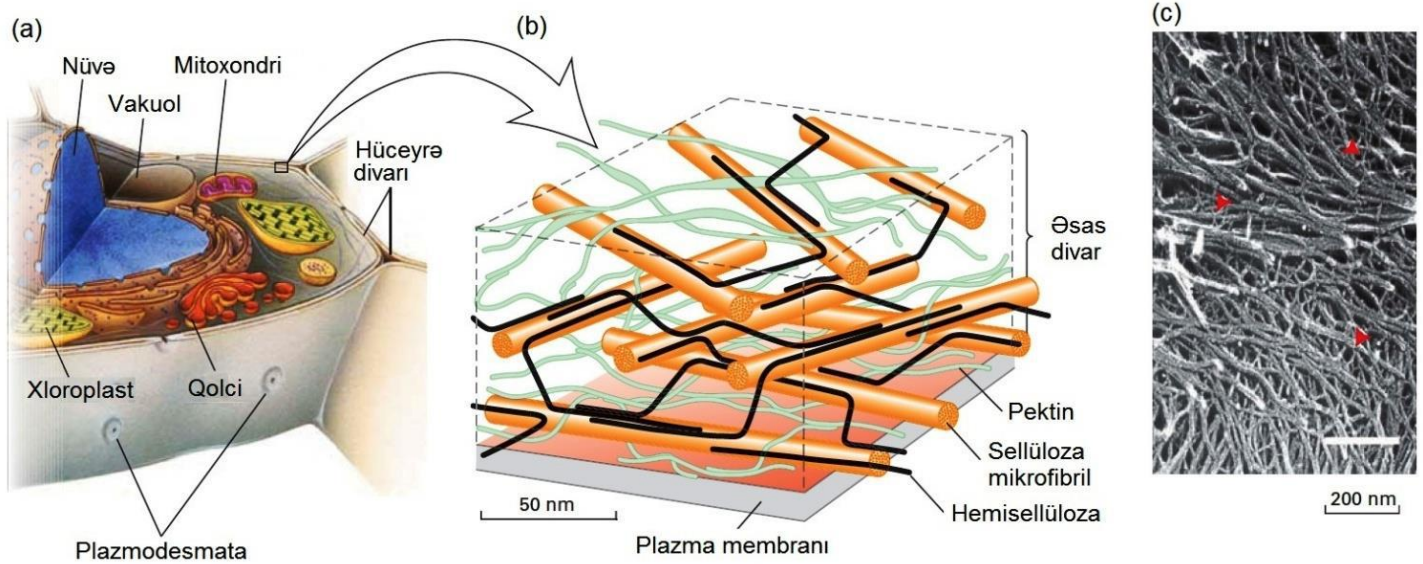 (a)
Nüvə
Mitoxondri
Vakuol
Hüceyrə
divarı
Xloroplast
Qolci
Plazmodesmata
(b)
Əsas
divar
Pektin
Sellüloza
mikrofibril
Hemisellüloza
50 nm
Plazma membranı
(c)
200 nm